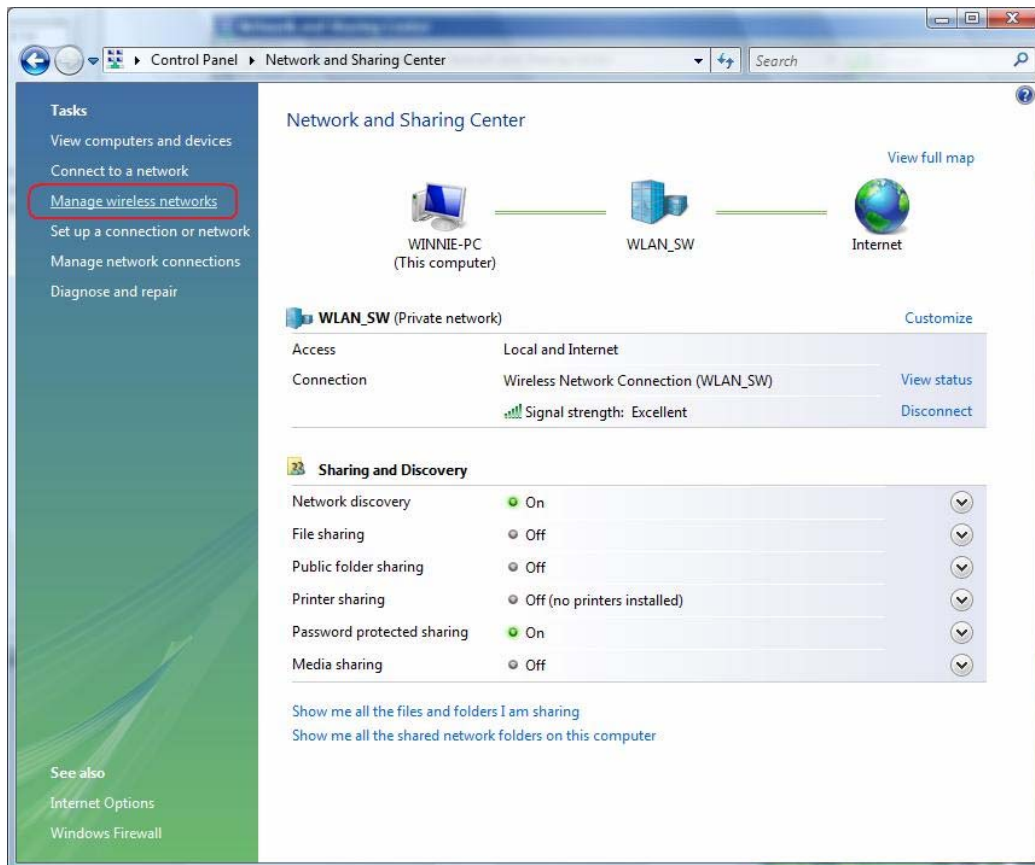 Network and Sharing Center
Control Panel Network and Sharing Center
Search
Tasks
View computers and devices
Connect to a network
Manage wireless networks
Set up a connection or network
Manage network connections
Diagnose and repair
See also
Internet Options
Windows Firewall
Network and Sharing Center
View full map
WINNIE-PC
(This computer)
WLAN_SW
Internet
WLAN_SW (Private network) Customize
Access Local and Internet
Connection Wireless Network Connection (WLAN_SW) View status
Signal strength: Excellent Disconnect
Sharing and Discovery
Network discovery On
File sharing Off
Public folder sharing Off
Printer sharing Off (no printers installed)
Password protected sharing On
Media sharing Off
Show me all the files and folders I am sharing
Show me all the shared network folders on this computer